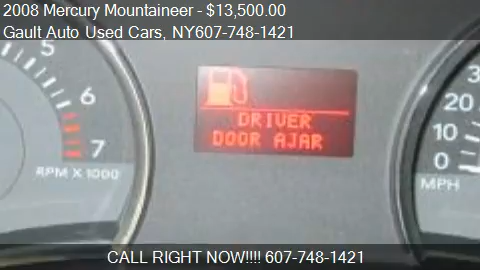 2008 Mercury Mountaineer - $13,500.00
Gault Auto Used Cars, NY607-748-1421
DRIVER
DOOR AJAR
5
6
7
RPM X 1000
20
10
0
MPH
CALL RIGHT NOW!!!! 607-748-1421